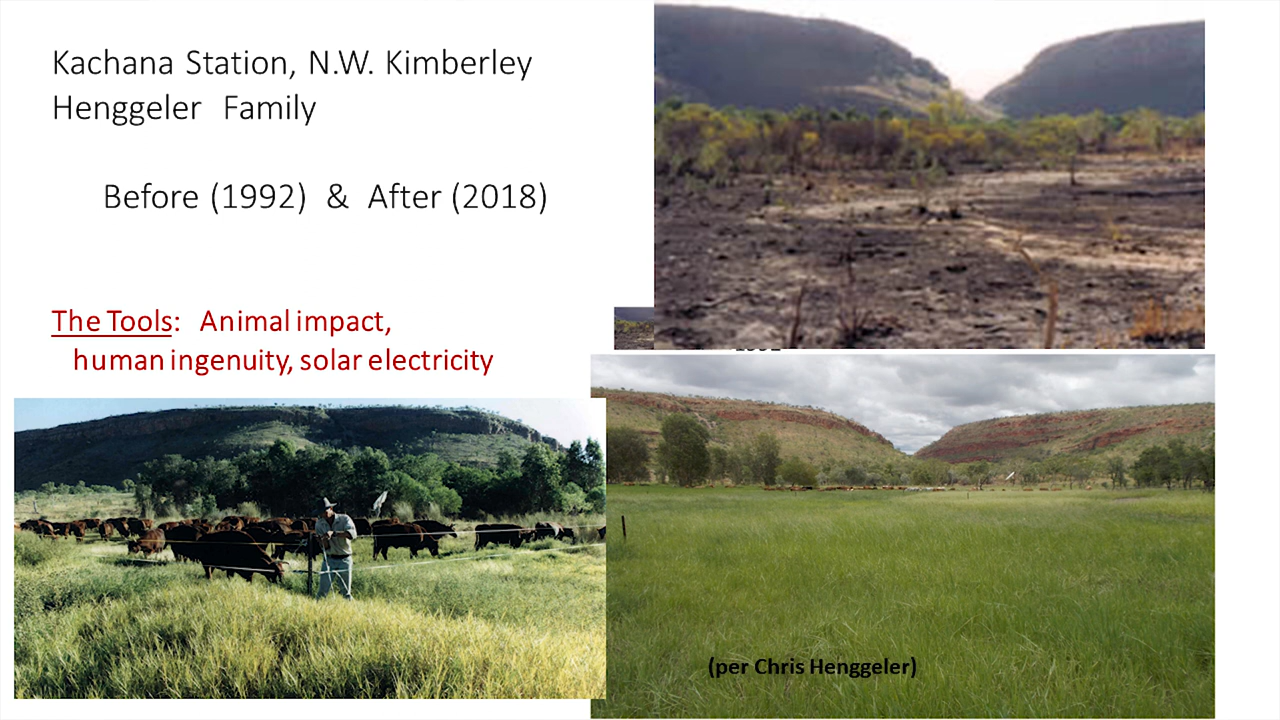 Kachana Station, N.W. Kimberley
Henggeler Family
Before (1992) & After (2018)
The Tools: Animal impact,
human ingenuity, solar electricity
(per Chris Henggeler)